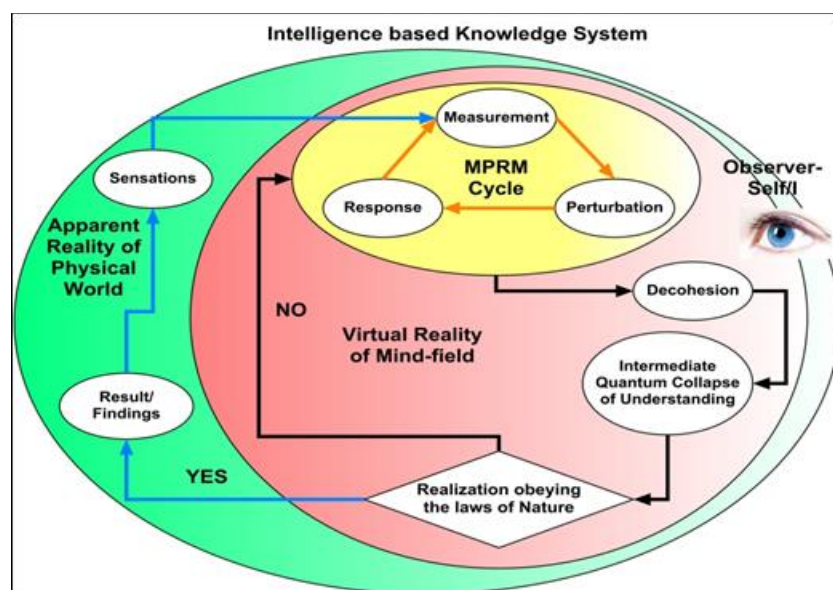 Intelligence based Knowledge System
Measurement
MPRM
Cycle
Response
Perturbation
Observer-
Self/I
Sensations
Apparent
Reality of
Physical
World
Decohesion
NO
Virtual Reality
of Mind-field
Intermediate
Quantum Collapse
of Understanding
Result/
Findings
YES
Realization obeying
the laws of Nature